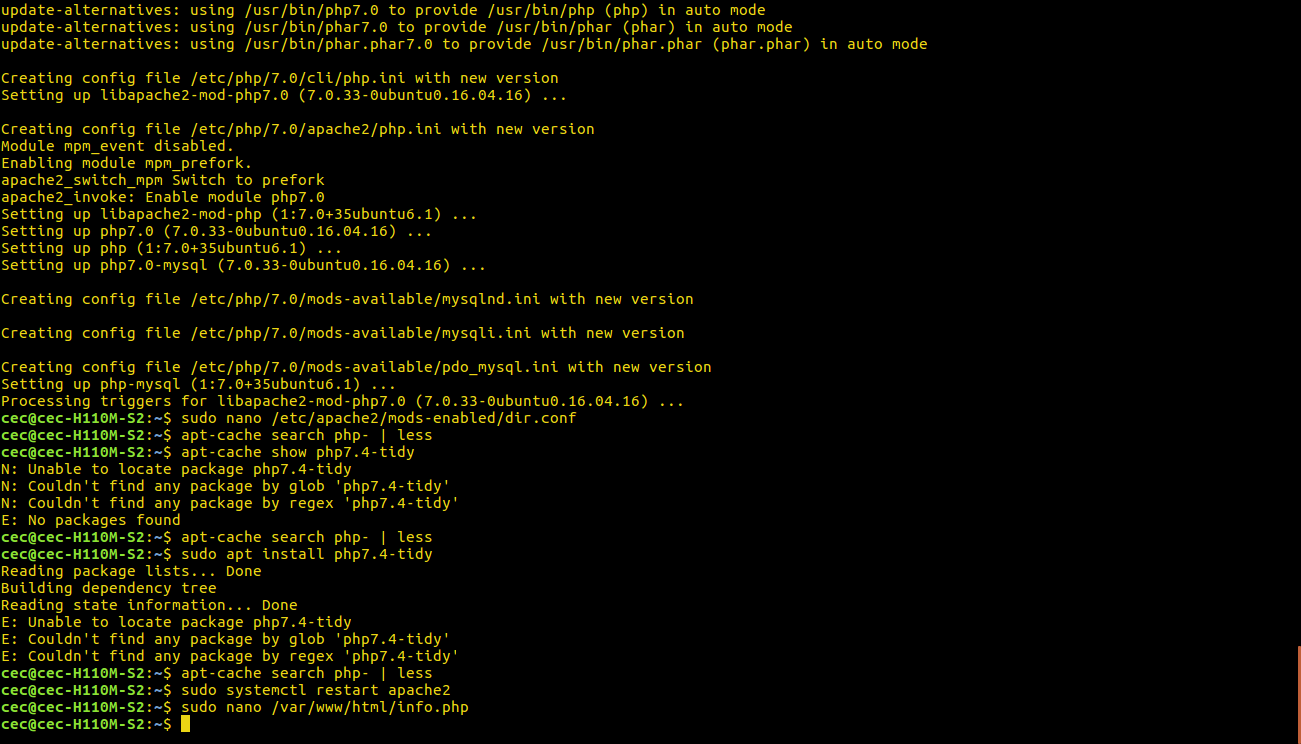 update-alternatives: using /usr/bin/php7.0 to provide /usr/bin/php (php) in auto mode
update-alternatives: using /usr/bin/phar7.0 to provide /usr/bin/phar (phar) in auto mode
update-alternatives: using /usr/bin/phar.phar7.0 to provide /usr/bin/phar.phar (phar.phar) in auto mode
Creating config file /etc/php/7.0/cli/php.ini with new version
Setting up libapache2-mod-php7.0 (7.0.33-0ubuntu0.16.04.16) ...
Creating config file /etc/php/7.0/apache2/php.ini with new version
Module mpm_event disabled.
Enabling module mpm_prefork.
apache2_switch_mpm Switch to prefork
apache2_invoke: Enable module php7.0
Setting up libapache2-mod-php (1:7.0+35ubuntu6.1) ...
Setting up php7.0 (7.0.33-0ubuntu0.16.04.16) ...
Setting up php (1:7.0+35ubuntu6.1) ...
Setting up php7.0-mysql (7.0.33-0ubuntu0.16.04.16) ...
Creating config file /etc/php/7.0/mods-available/mysqlnd.ini with new version
Creating config file /etc/php/7.0/mods-available/mysqli.ini with new version
Creating config file /etc/php/7.0/mods-available/pdo_mysql.ini with new version
Setting up php-mysql (1:7.0+35ubuntu6.1) ...
Processing triggers for libapache2-mod-php7.0 (7.0.33-0ubuntu0.16.04.16) ...
cec@cec-H110M-S2:~$ sudo nano /etc/apache2/mods-enabled/dir.conf
cec@cec-H110M-S2:~$ apt-cache search php- | less
cec@cec-H110M-S2:~$ apt-cache show php7.4-tidy
N: Unable to locate package php7.4-tidy
N: Couldn't find any package by glob 'php7.4-tidy'
N: Couldn't find any package by regex 'php7.4-tidy'
E: No packages found
cec@cec-H110M-S2:~$ apt-cache search php- | less
cec@cec-H110M-S2:~$ sudo apt install php7.4-tidy
Reading package lists... Done
Building dependency tree
Reading state information... Done
E: Unable to locate package php7.4-tidy
E: Couldn't find any package by glob 'php7.4-tidy'
E: Couldn't find any package by regex 'php7.4-tidy'
cec@cec-H110M-S2:~$ apt-cache search php- | less
cec@cec-H110M-S2:~$ sudo systemctl restart apache2
cec@cec-H110M-S2:~$ sudo nano /var/www/html/info.php
cec@cec-H110M-S2:~$